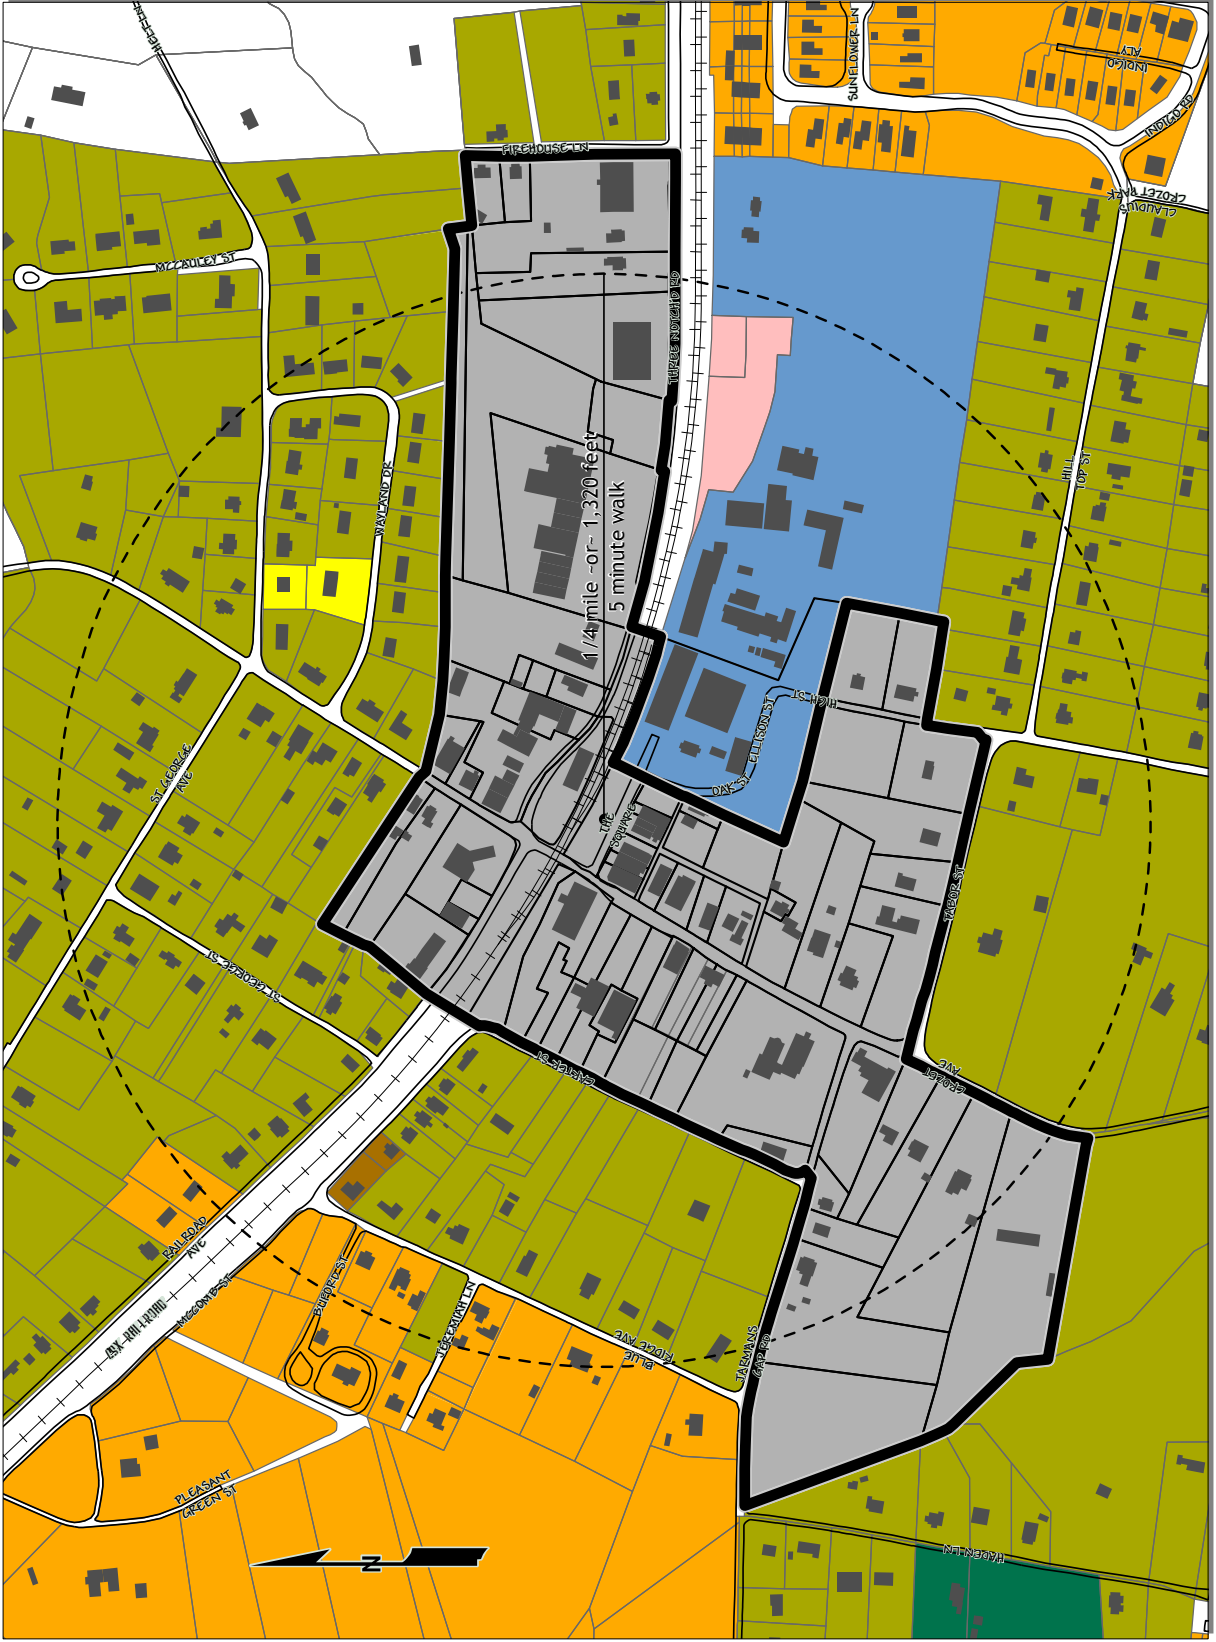 FIREHOUSE LN
SUNFLOWER LN
INDIGO
ALY
INDIGO RD
CLAUDIUS
CROZET PARK
MCCAULEY ST
THREE NOTCH'D RD
WAYLAND DR
HILL
TOP ST
1/4 mile -or- 1,320 feet
5 minute walk
HIGH ST
ELLISON ST
OAK ST
THE
SQUARE
ST GEORGE
AVE
ST GEORGE ST
TABOR ST
CARTER ST
CROZET
AVE
RAILROAD
AVE
MCCOMB ST
CSX RAILROAD
BUFORD ST
JEREMIAH LN
BLUE
RIDGE AVE
JARMANS
GAP RD
PLEASANT
GREEN ST
HADEN LN
N